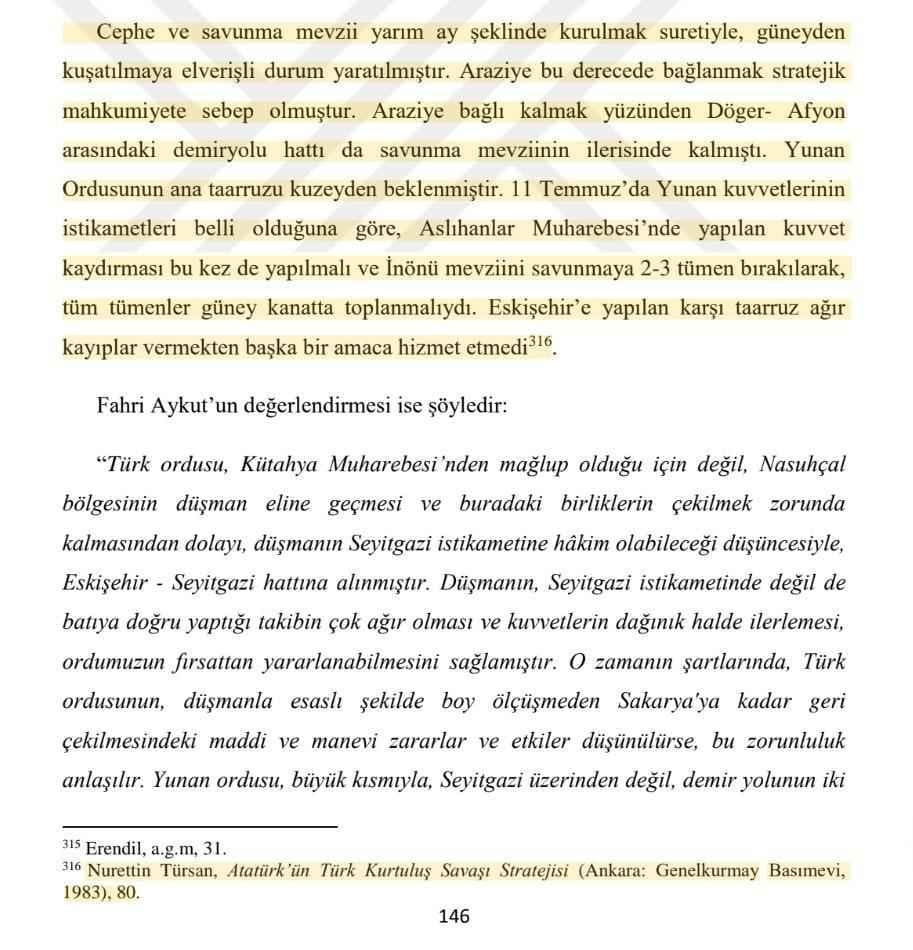 Cephe ve savunma mevzii yarım ay şeklinde kurulmak suretiyle, güneyden
kuşatılmaya elverişli durum yaratılmıştır. Araziye bu derecede bağlanmak stratejik
mahkumiyete sebep olmuştur. Araziye bağlı kalmak yüzünden Döger- Afyon
arasındaki demiryolu hattı da savunma mevziinin ilerisinde kalmıştı. Yunan
Ordusunun ana taarruzu kuzeyden beklenmiştir. 11 Temmuz’da Yunan kuvvetlerinin
istikametleri belli olduğuna göre, Aslıhanlar Muharebesi’nde yapılan kuvvet
kaydırması bu kez de yapılmalı ve İnönü mevziini savunmaya 2-3 tümen bırakılarak,
tüm tümenler güney kanatta toplanmalıydı. Eskişehir’e yapılan karşı taarruz ağır
kayıplar vermekten başka bir amaca hizmet etmedi316.
Fahri Aykut’un değerlendirmesi ise şöyledir:
“Türk ordusu, Kütahya Muharebesi’nden mağlup olduğu için değil, Nasuhçal
bölgesinin düşman eline geçmesi ve buradaki birliklerin çekilmek zorunda
kalmasından dolayı, düşmanın Seyitgazi istikametine hâkim olabileceği düşüncesiyle,
Eskişehir - Seyitgazi hattına alınmıştır. Düşmanın, Seyitgazi istikametinde değil de
batıya doğru yaptığı takibin çok ağır olması ve kuvvetlerin dağınık halde ilerlemesi,
ordumuzun fırsattan yararlanabilmesini sağlamıştır. O zamanın şartlarında, Türk
ordusunun, düşmanla esaslı şekilde boy ölçüşmeden Sakarya'ya kadar geri
çekilmesindeki maddi ve manevi zararlar ve etkiler düşünülürse, bu zorunluluk
anlaşılır. Yunan ordusu, büyük kısmıyla, Seyitgazi üzerinden değil, demir yolunun iki
315 Erendil, a.g.m, 31.
316 Nurettin Türsan, Atatürk’ün Türk Kurtuluş Savaşı Stratejisi (Ankara: Genelkurmay Basımevi,
1983), 80.
146